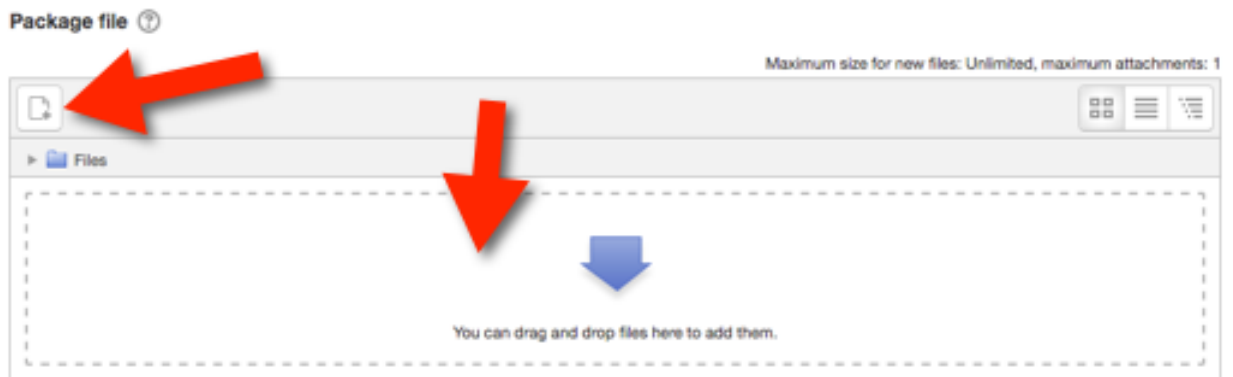 Package file
Maximum size for new files: Unlimited, maximum attachments: 1
Files
You can drag and drop files here to add them.